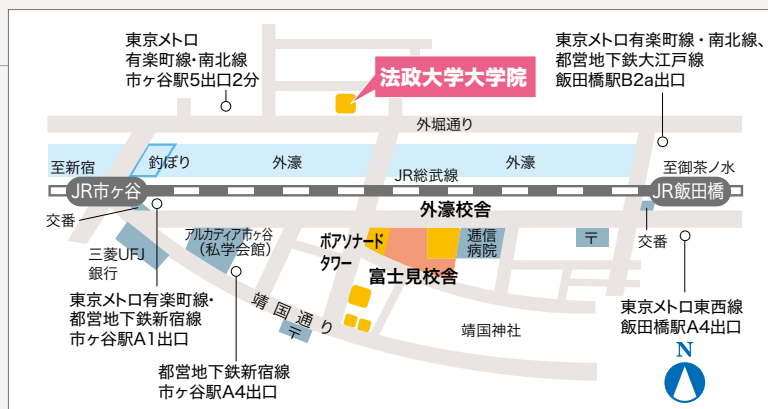 東京メトロ
有楽町線・南北線
市ヶ谷駅5出口2分
法政大学大学院
東京メトロ有楽町線・南北線、
都営地下鉄大江戸線
飯田橋駅B2a出口
外堀通り
至新宿
釣ぼり
外濠
JR総武線
外濠
至御茶ノ水
JR市ヶ谷
JR飯田橋
交番
外濠校舎
三菱UFJ
銀行
アルカディア市ヶ谷
(私学会館)
ボアソナード
タワー
逓信
病院
〒
交番
富士見校舎
東京メトロ有楽町線・
都営地下鉄新宿線
市ヶ谷駅A1出口
靖国通り
〒
靖国神社
東京メトロ東西線
飯田橋駅A4出口
都営地下鉄新宿線
市ヶ谷駅A4出口
N